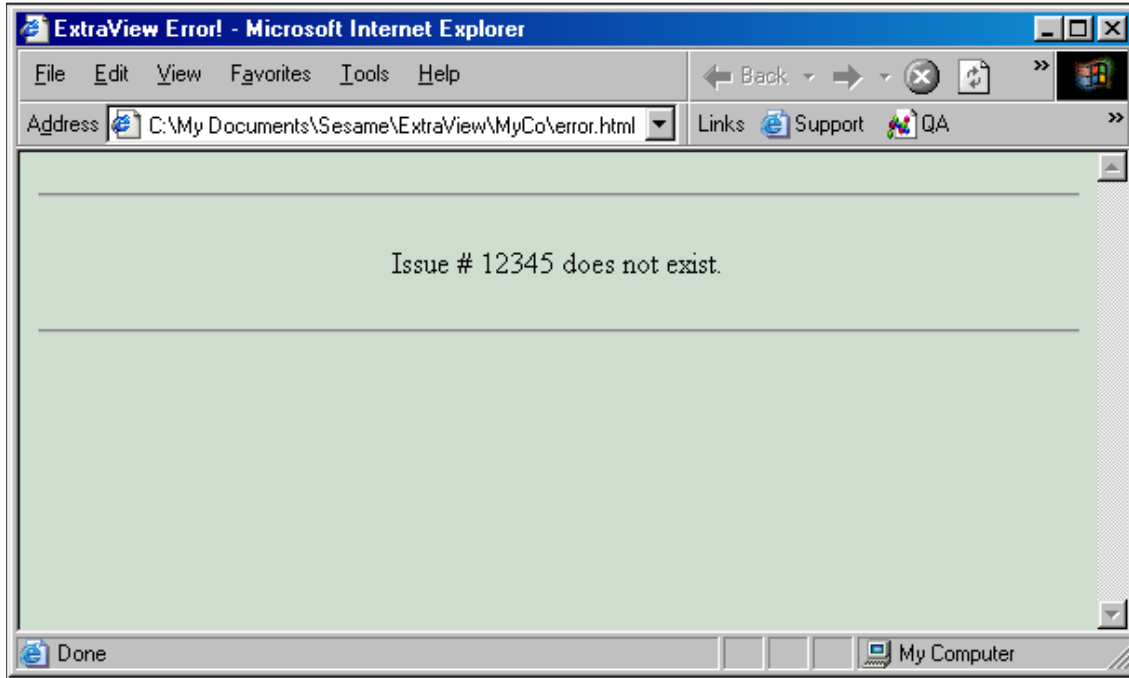 ExtraView Error! - Microsoft Internet Explorer
File Edit View Favorites Tools Help Back »
Address C:\My Documents\Sesame\ExtraView\MyCo\error.html Links Support QA »
Issue # 12345 does not exist.
Done My Computer